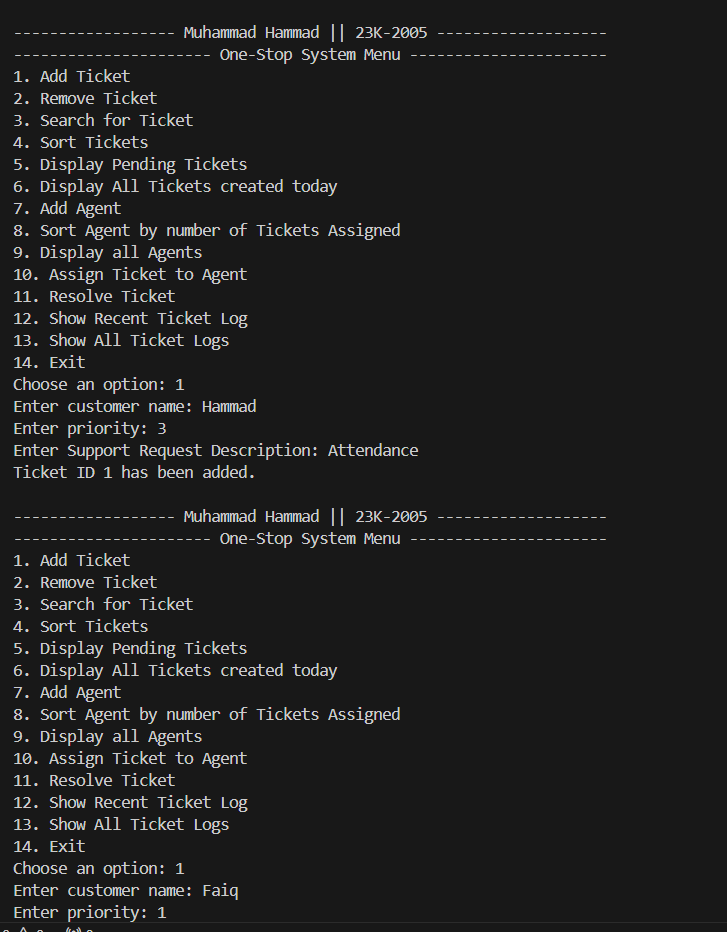 ------------------ Muhammad Hammad || 23K-2005 -------------------
---------------------- One-Stop System Menu ----------------------
1. Add Ticket
2. Remove Ticket
3. Search for Ticket
4. Sort Tickets
5. Display Pending Tickets
6. Display All Tickets created today
7. Add Agent
8. Sort Agent by number of Tickets Assigned
9. Display all Agents
10. Assign Ticket to Agent
11. Resolve Ticket
12. Show Recent Ticket Log
13. Show All Ticket Logs
14. Exit
Choose an option: 1
Enter customer name: Hammad
Enter priority: 3
Enter Support Request Description: Attendance
Ticket ID 1 has been added.

------------------ Muhammad Hammad || 23K-2005 -------------------
---------------------- One-Stop System Menu ----------------------
1. Add Ticket
2. Remove Ticket
3. Search for Ticket
4. Sort Tickets
5. Display Pending Tickets
6. Display All Tickets created today
7. Add Agent
8. Sort Agent by number of Tickets Assigned
9. Display all Agents
10. Assign Ticket to Agent
11. Resolve Ticket
12. Show Recent Ticket Log
13. Show All Ticket Logs
14. Exit
Choose an option: 1
Enter customer name: Faiq
Enter priority: 1